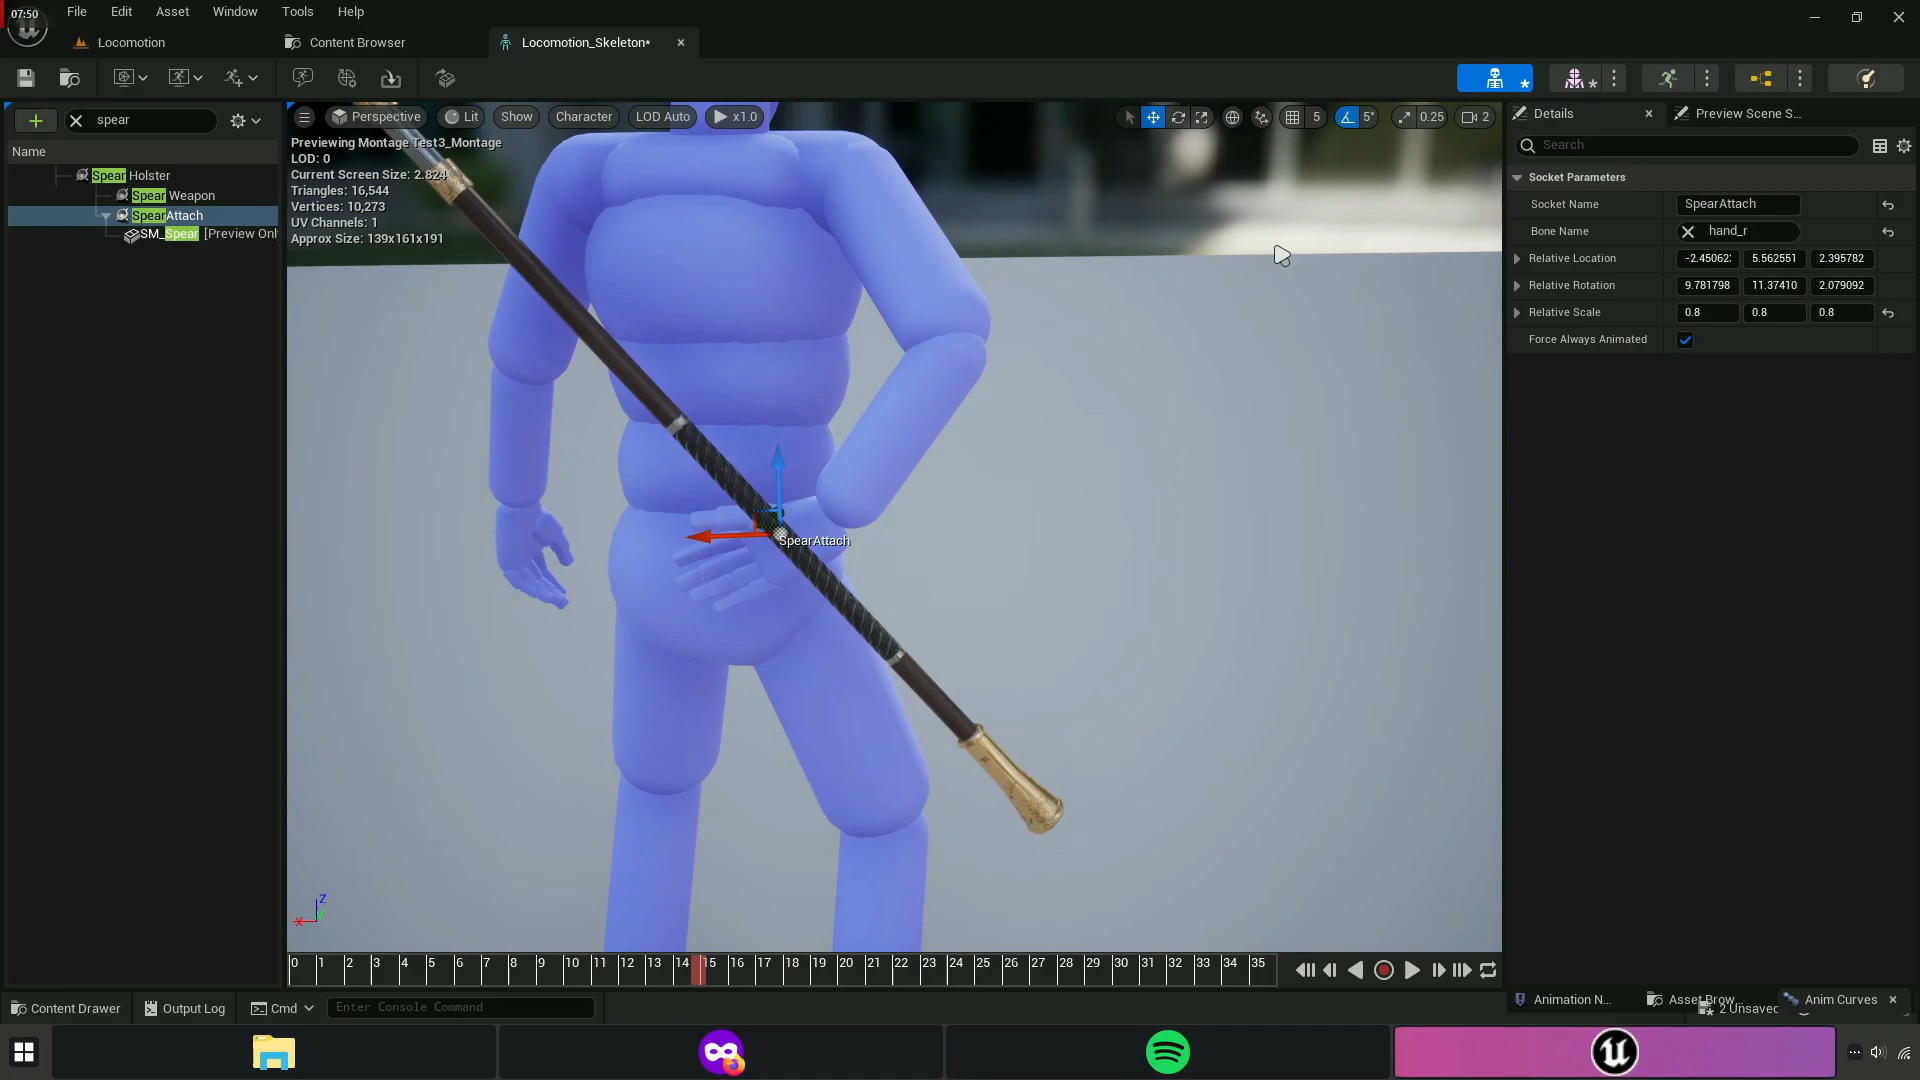 07:50
File Edit Asset Window Tools Help
Locomotion Content Browser Locomotion_Skeleton*
spear
Name
Spear Holster
Spear Weapon
SpearAttach
SM_Spear [Preview Onl
Perspective Lit Show Character LOD Auto x1.0 5 5° 0.25 2
Previewing Montage Test3_Montage
LOD: 0
Current Screen Size: 2.824
Triangles: 16,544
Vertices: 10,273
UV Channels: 1
Approx Size: 139x161x191
SpearAttach
Z
X
Y
0 1 2 3 4 5 6 7 8 9 10 11 12 13 14 15 16 17 18 19 20 21 22 23 24 25 26 27 28 29 30 31 32 33 34 35
Details Preview Scene S...
Search
Socket Parameters
Socket Name SpearAttach
Bone Name hand_r
Relative Location -2.45062: 5.562551 2.395782
Relative Rotation 9.781798 11.37410 2.079092
Relative Scale 0.8 0.8 0.8
Force Always Animated
Animation N... Asset Brow... Anim Curves
Content Drawer Output Log Cmd Enter Console Command 2 Unsaved